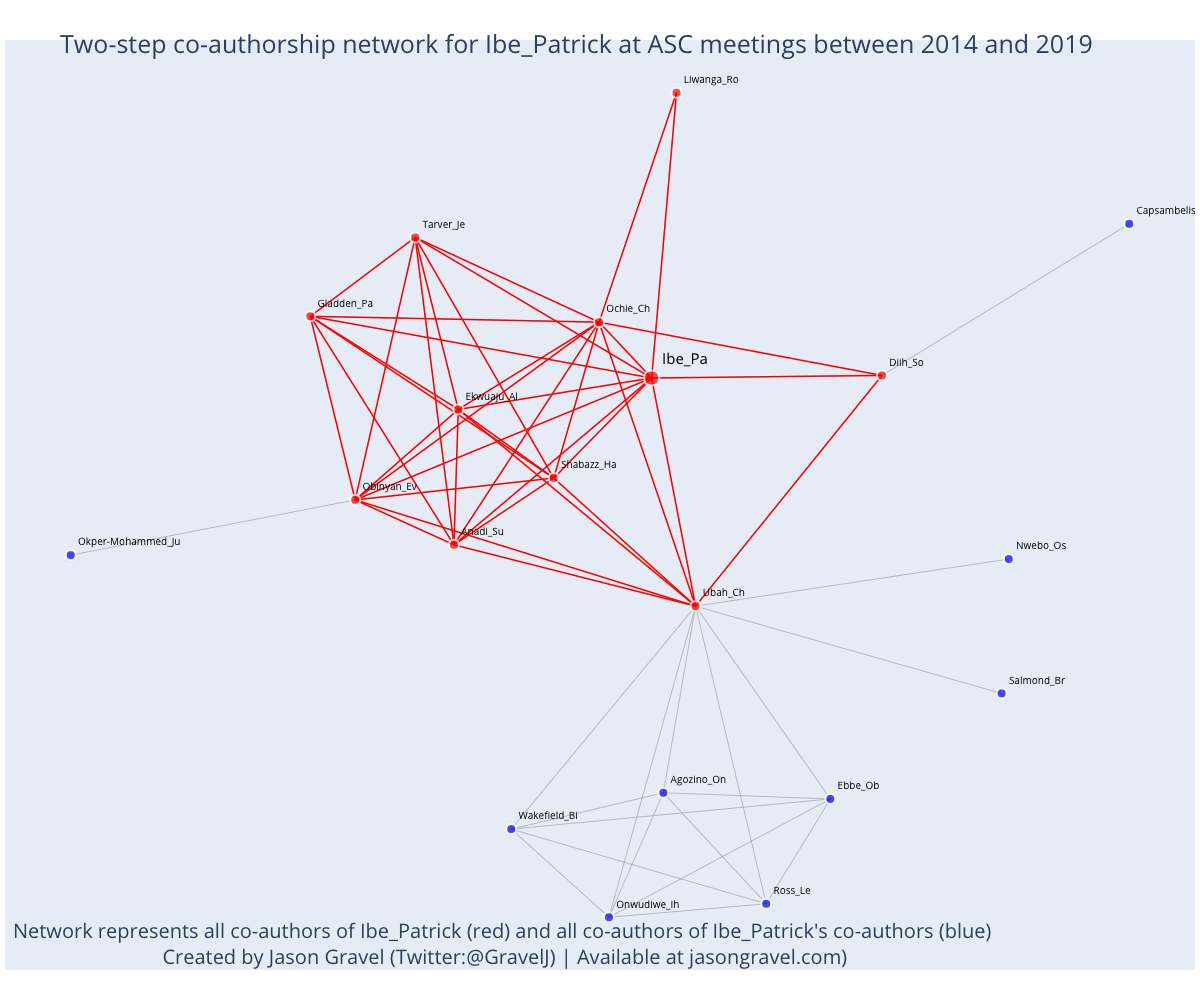 Two-step co-authorship network for Ibe_Patrick at ASC meetings between 2014 and 2019
Liwanga_Ro
Capsambelis
Tarver_Je
Gladden_Pa
Ochie_Ch
Ibe_Pa
Diih_So
Ekwuaju_Al
Shabazz_Ha
Obinyan_Ev
Anadi_Su
Okper-Mohammed_Ju
Nwebo_Os
Ubah_Ch
Salmond_Br
Agozino_On
Ebbe_Ob
Wakefield_Bi
Ross_Le
Onwudiwe_Ih
Network represents all co-authors of Ibe_Patrick (red) and all co-authors of Ibe_Patrick's co-authors (blue)
Created by Jason Gravel (Twitter:@GravelJ) | Available at jasongravel.com)